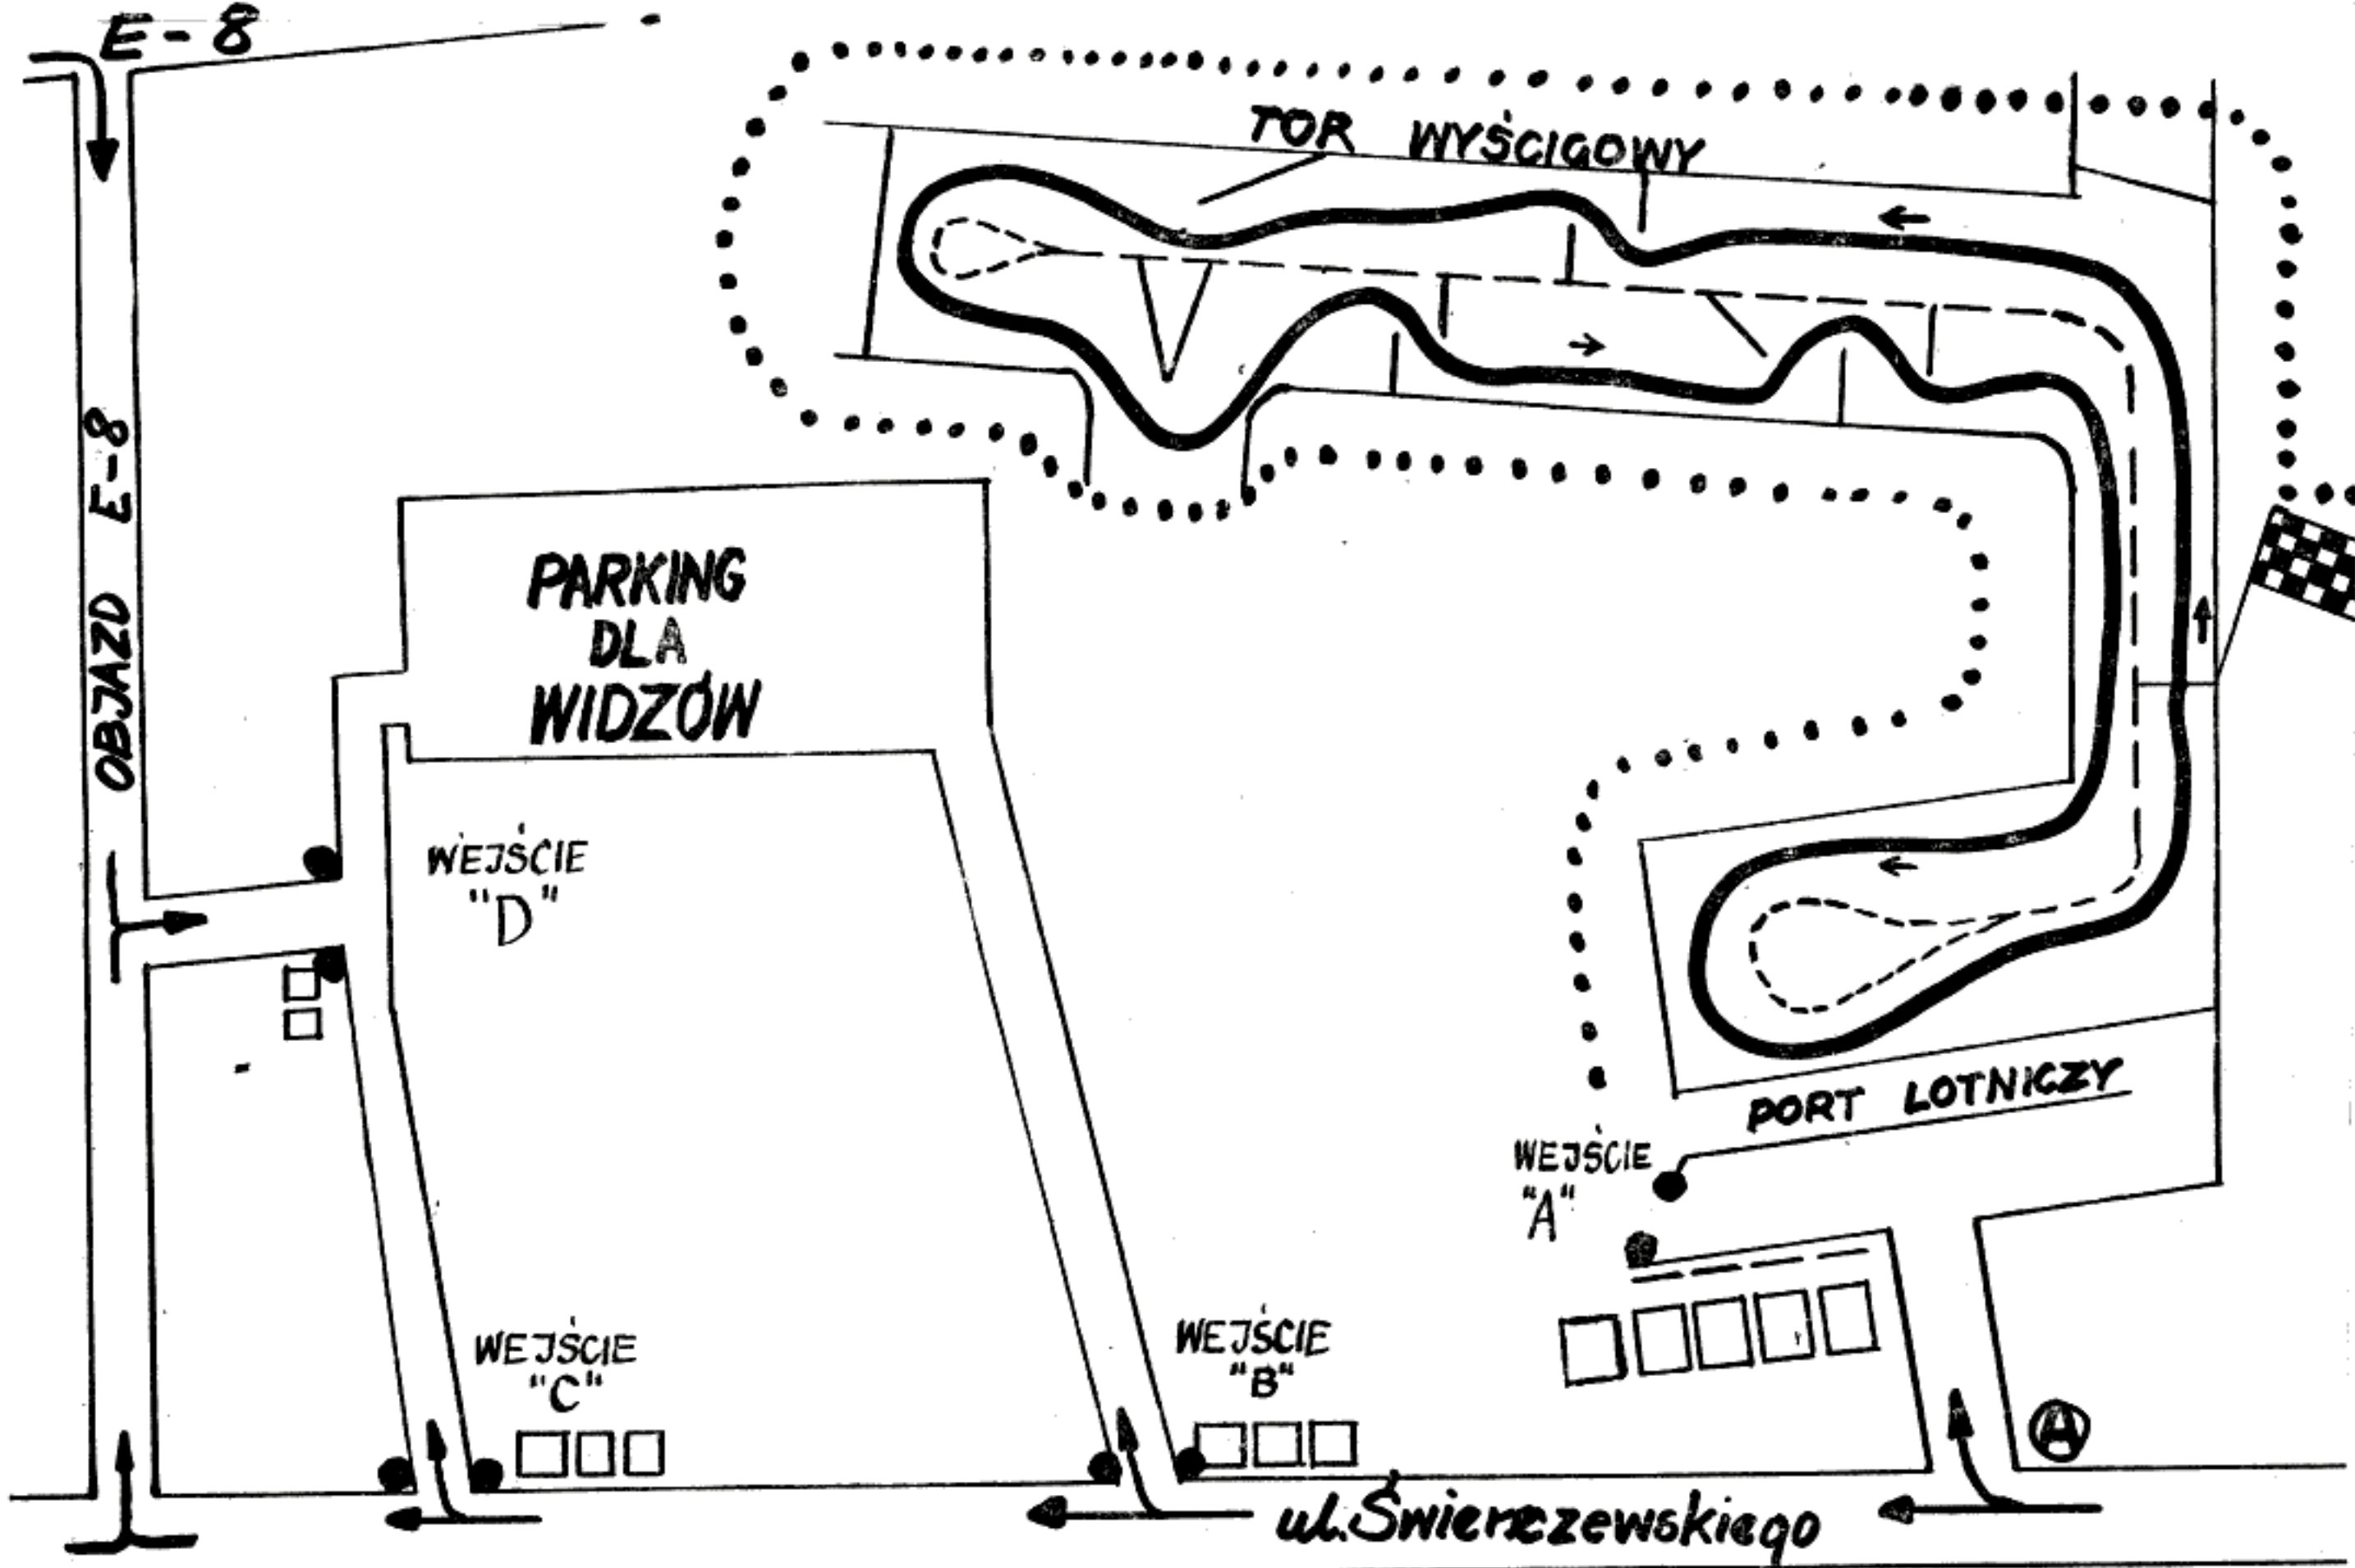 E-8
TOR WYŚCIGOWY
OBJAZD E-8
PARKING
DLA
WIDZÓW
WEJŚCIE
"D"
PORT LOTNICZY
WEJŚCIE
"A"
WEJŚCIE
"C"
WEJŚCIE
"B"
A
ul. Świerczewskiego